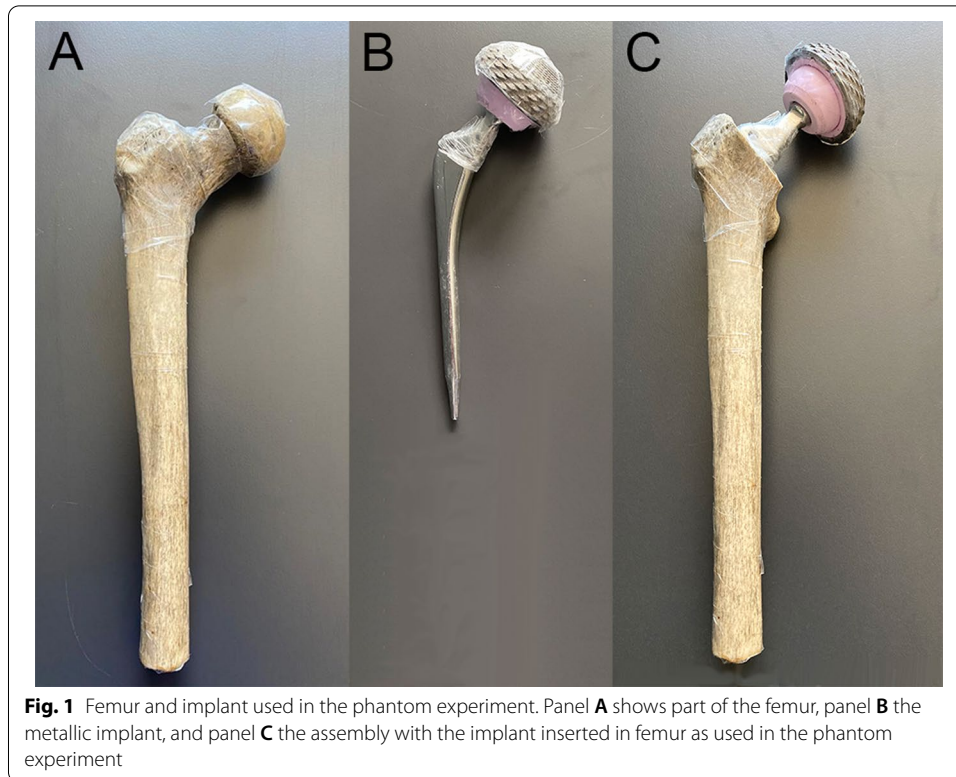 A
B
C
Fig. 1 Femur and implant used in the phantom experiment. Panel A shows part of the femur, panel B the
metallic implant, and panel C the assembly with the implant inserted in femur as used in the phantom
experiment